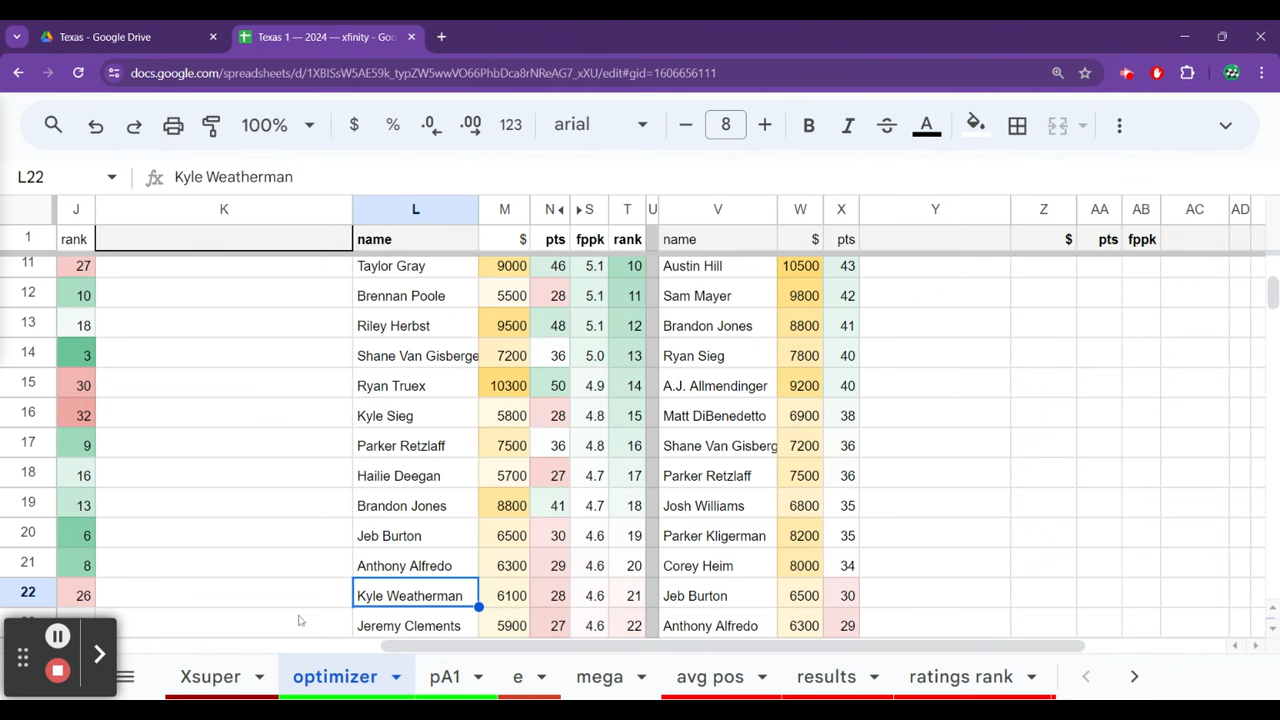 Texas - Google Drive
Texas 1 — 2024 — xfinity - Goo
docs.google.com/spreadsheets/d/1XBISsW5AE59k_typZW5wwVO66PhbDca8rNReAG7_xXU/edit#gid=1606656111
100% $ % .0 .00 123 arial 8 B I S A
L22 fx Kyle Weatherman
J K L M N S T U V W X Y Z AA AB AC AD
1 rank name $ pts fppk rank name $ pts $ pts fppk
11 27 Taylor Gray 9000 46 5.1 10 Austin Hill 10500 43
12 10 Brennan Poole 5500 28 5.1 11 Sam Mayer 9800 42
13 18 Riley Herbst 9500 48 5.1 12 Brandon Jones 8800 41
14 3 Shane Van Gisberge 7200 36 5.0 13 Ryan Sieg 7800 40
15 30 Ryan Truex 10300 50 4.9 14 A.J. Allmendinger 9200 40
16 32 Kyle Sieg 5800 28 4.8 15 Matt DiBenedetto 6900 38
17 9 Parker Retzlaff 7500 36 4.8 16 Shane Van Gisberg 7200 36
18 16 Hailie Deegan 5700 27 4.7 17 Parker Retzlaff 7500 36
19 13 Brandon Jones 8800 41 4.7 18 Josh Williams 6800 35
20 6 Jeb Burton 6500 30 4.6 19 Parker Kligerman 8200 35
21 8 Anthony Alfredo 6300 29 4.6 20 Corey Heim 8000 34
22 26 Kyle Weatherman 6100 28 4.6 21 Jeb Burton 6500 30
Jeremy Clements 5900 27 4.6 22 Anthony Alfredo 6300 29
Xsuper optimizer pA1 e mega avg pos results ratings rank